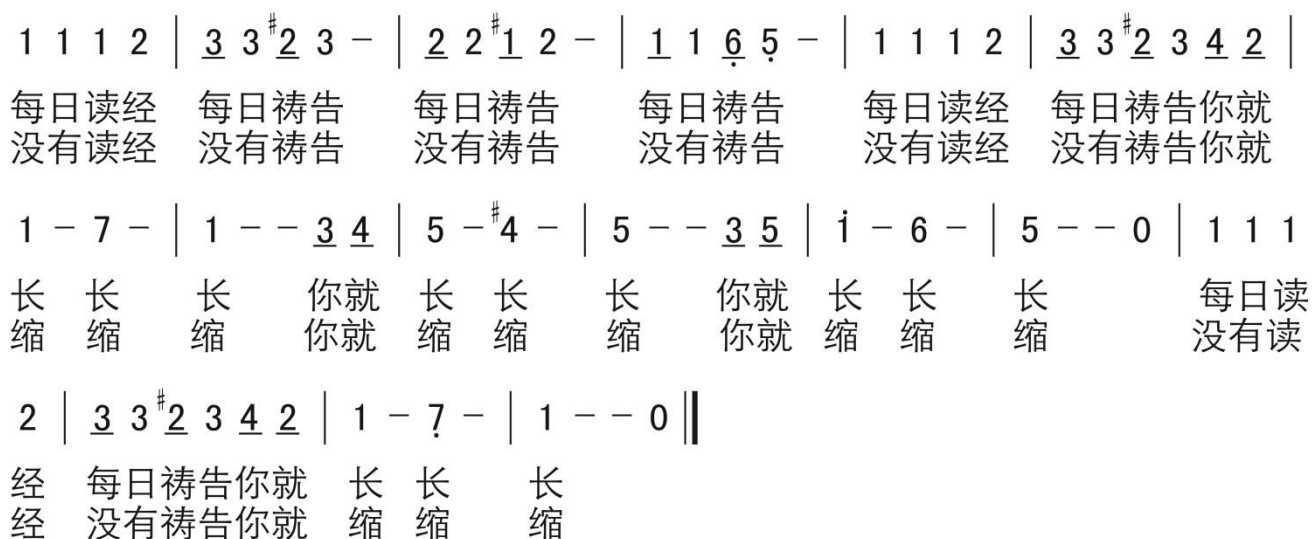 1 1 1 2 | 3 3 #2 3 - | 2 2 #1 2 - | 1 1 6̣ 5̣ - | 1 1 1 2 | 3 3 #2 3 4 2 |
每日读经 每日祷告 每日祷告 每日祷告 每日读经 每日祷告你就
没有读经 没有祷告 没有祷告 没有祷告 没有读经 没有祷告你就
1 - 7 - | 1 - - 3 4 | 5 - #4 - | 5 - - 3 5 | 1̇ - 6 - | 5 - - 0 | 1 1 1
长 长 长 你就 长 长 长 你就 长 长 长 每日读
缩 缩 缩 你就 缩 缩 缩 你就 缩 缩 缩 没有读
2 | 3 3 #2 3 4 2 | 1 - 7̣ - | 1 - - 0 ‖
经 每日祷告你就 长 长 长
经 没有祷告你就 缩 缩 缩